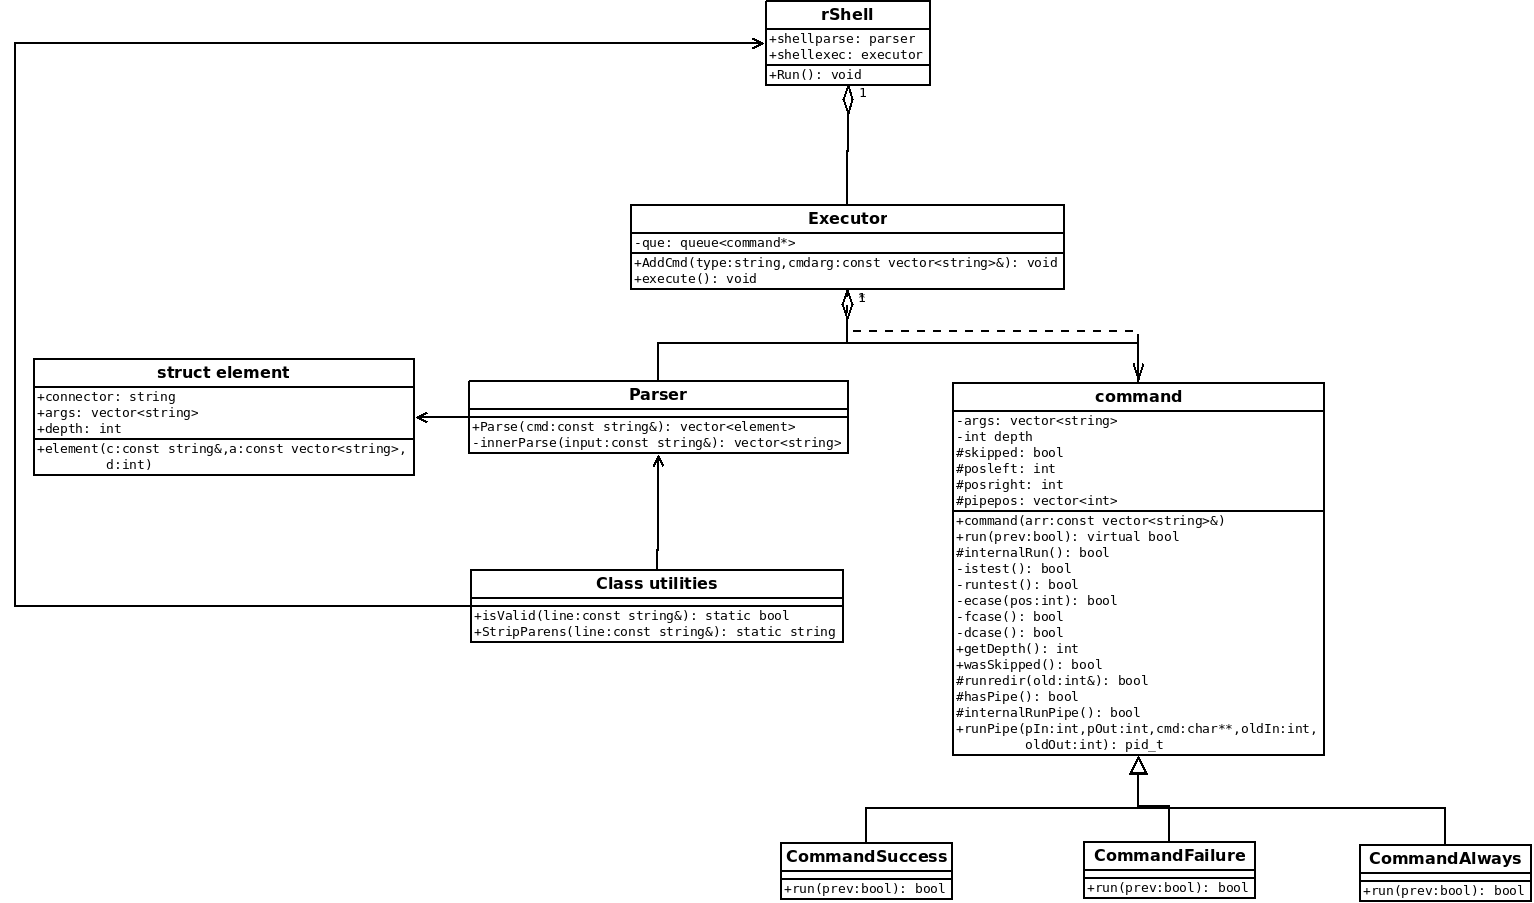 rShell
+shellparse: parser
+shellexec: executor
+Run(): void
1
Executor
-que: queue<command*>
+AddCmd(type:string,cmdarg:const vector<string>&): void
+execute(): void
1
struct element
+connector: string
+args: vector<string>
+depth: int
+element(c:const string&,a:const vector<string>,
d:int)
Parser
+Parse(cmd:const string&): vector<element>
-innerParse(input:const string&): vector<string>
command
-args: vector<string>
-int depth
#skipped: bool
#posleft: int
#posright: int
#pipepos: vector<int>
+command(arr:const vector<string>&)
+run(prev:bool): virtual bool
#internalRun(): bool
-istest(): bool
-runtest(): bool
-ecase(pos:int): bool
-fcase(): bool
-dcase(): bool
+getDepth(): int
+wasSkipped(): bool
#runredir(old:int&): bool
#hasPipe(): bool
#internalRunPipe(): bool
+runPipe(pIn:int,pOut:int,cmd:char**,oldIn:int,
oldOut:int): pid_t
Class utilities
+isValid(line:const string&): static bool
+StripParens(line:const string&): static string
CommandSuccess
+run(prev:bool): bool
CommandFailure
+run(prev:bool): bool
CommandAlways
+run(prev:bool): bool